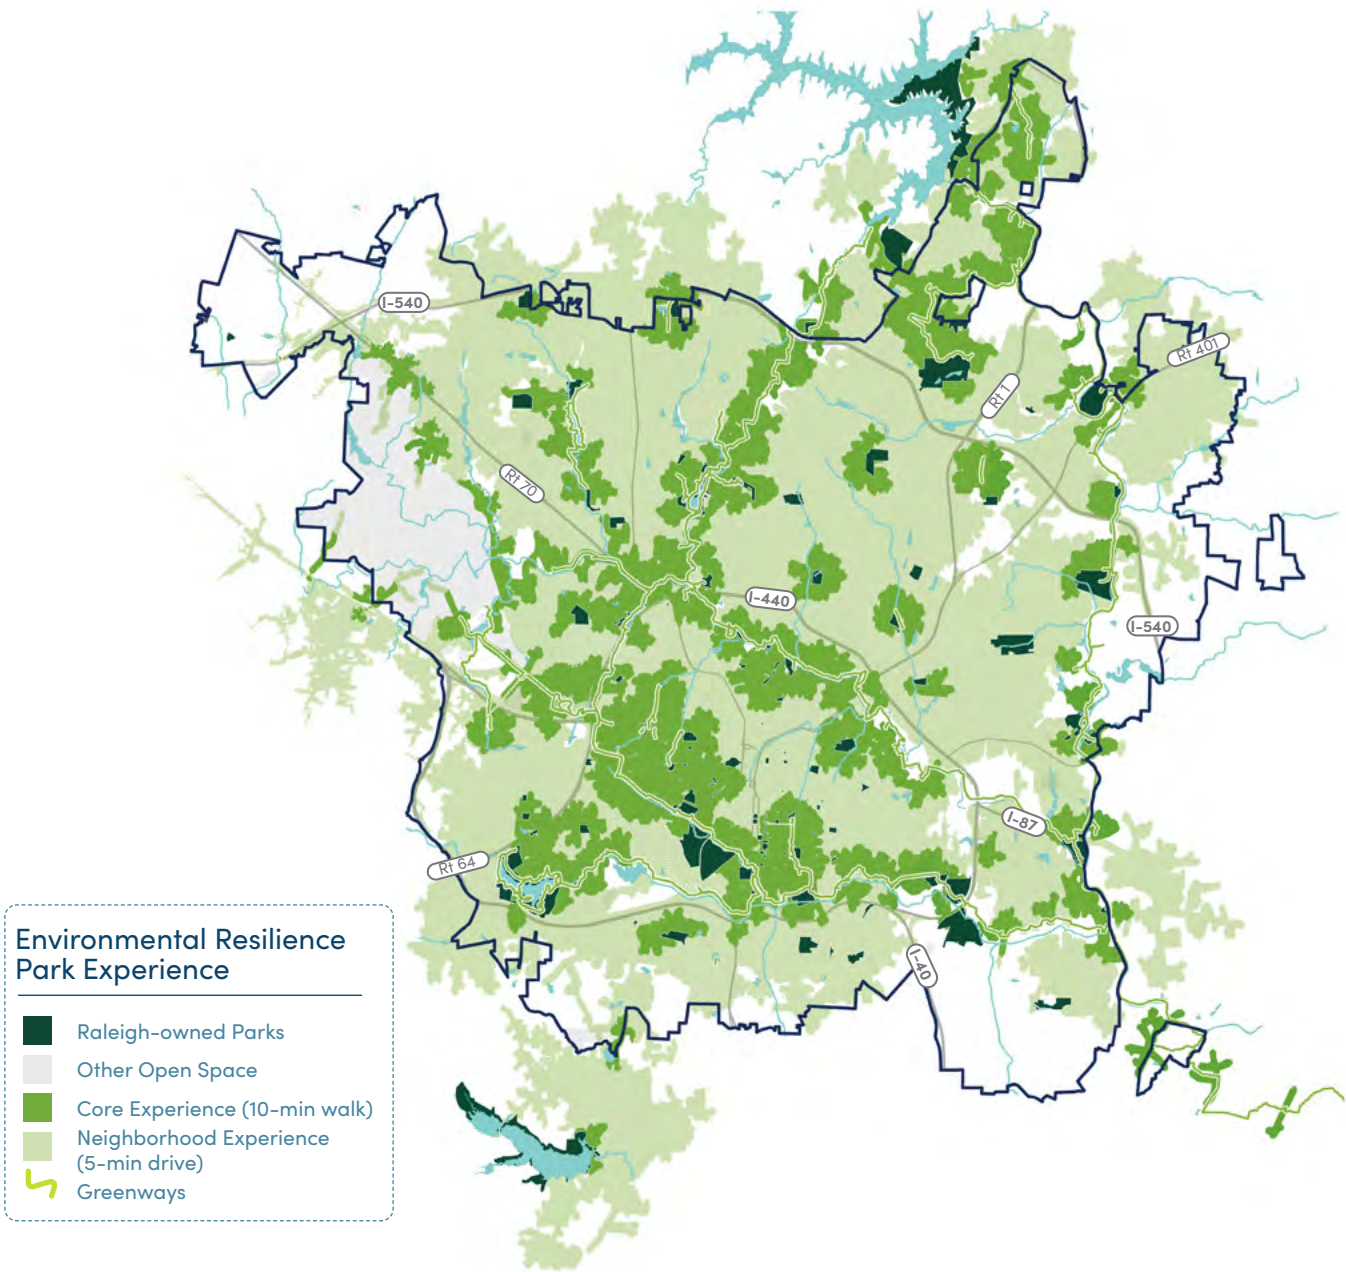 I-540
Rt 401
Rt 1
Rt 70
I-440
I-540
I-87
Rt 64
I-40
Environmental Resilience
Park Experience
Raleigh-owned Parks
Other Open Space
Core Experience (10-min walk)
Neighborhood Experience
(5-min drive)
Greenways